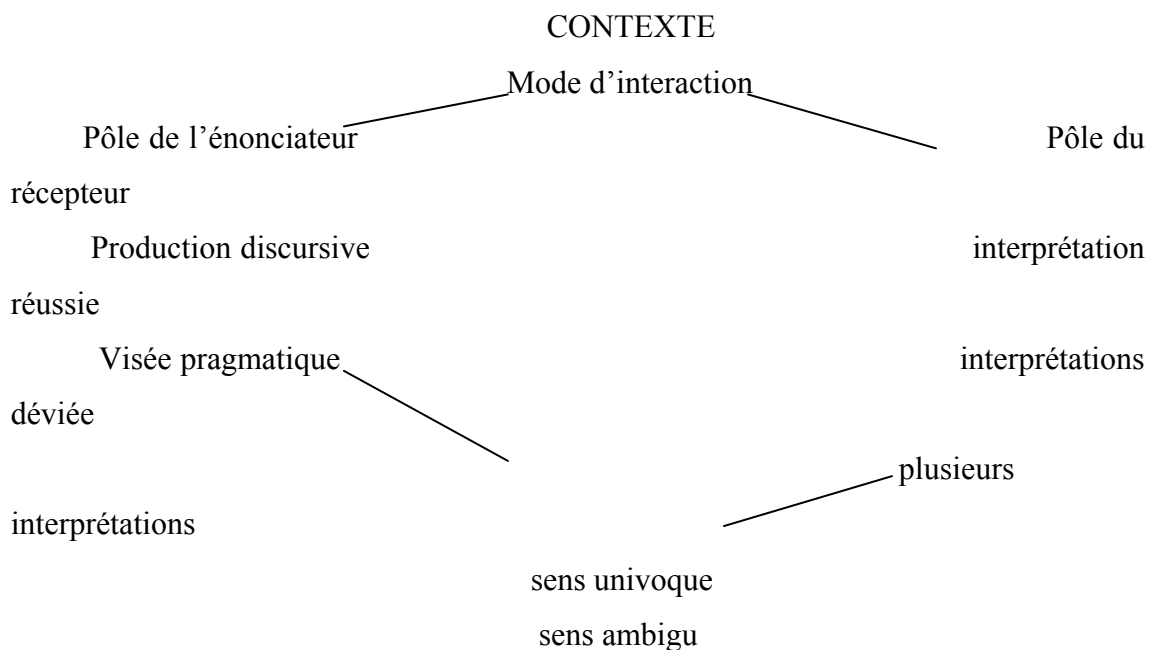 CONTEXTE
Mode d’interaction
Pôle de l’énonciateur Pôle du
récepteur
Production discursive interprétation
réussie
Visée pragmatique interprétations
déviée
plusieurs
interprétations
sens univoque
sens ambigu